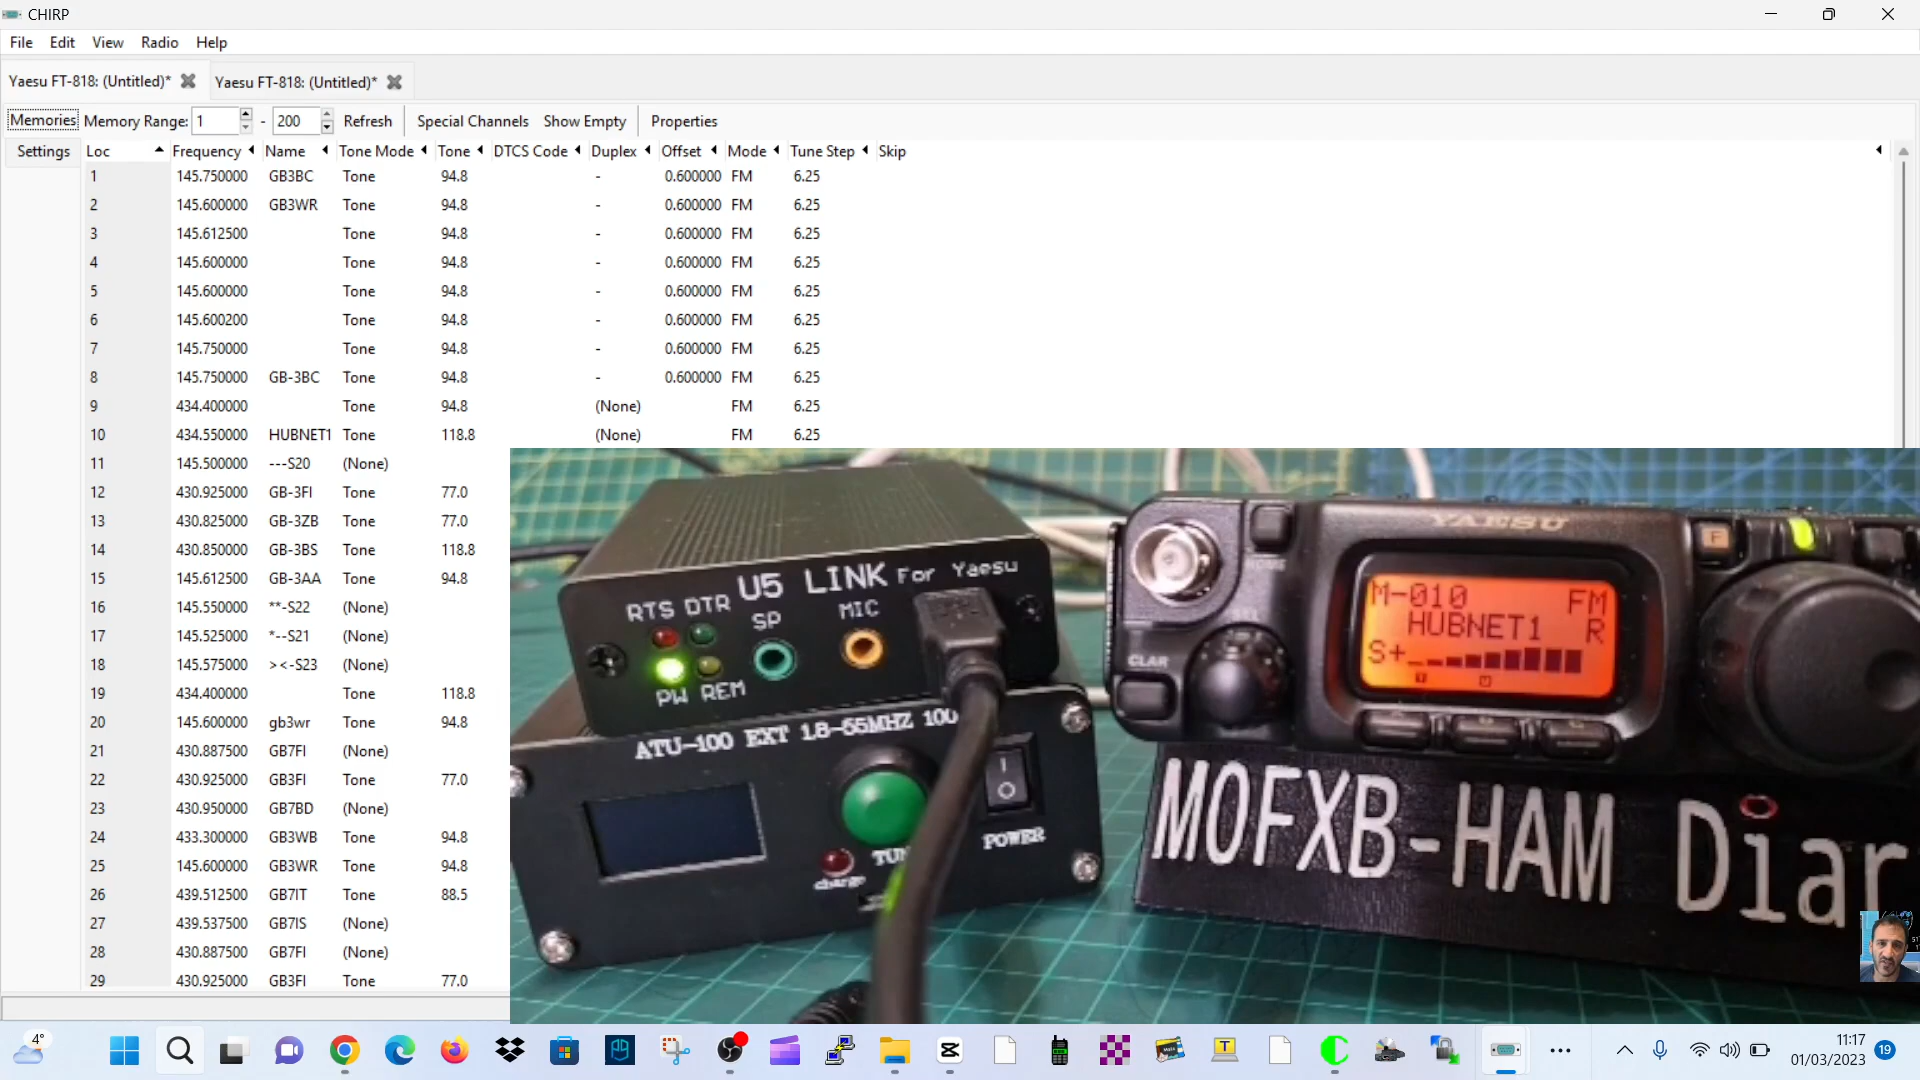 CHIRP
File Edit View Radio Help
Yaesu FT-818: (Untitled)* Yaesu FT-818: (Untitled)*
Memories Memory Range: 1 - 200 Refresh Special Channels Show Empty Properties
Settings Loc Frequency Name Tone Mode Tone DTCS Code Duplex Offset Mode Tune Step Skip
1 145.750000 GB3BC Tone 94.8 - 0.600000 FM 6.25
2 145.600000 GB3WR Tone 94.8 - 0.600000 FM 6.25
3 145.612500 Tone 94.8 - 0.600000 FM 6.25
4 145.600000 Tone 94.8 - 0.600000 FM 6.25
5 145.600000 Tone 94.8 - 0.600000 FM 6.25
6 145.600200 Tone 94.8 - 0.600000 FM 6.25
7 145.750000 Tone 94.8 - 0.600000 FM 6.25
8 145.750000 GB-3BC Tone 94.8 - 0.600000 FM 6.25
9 434.400000 Tone 94.8 (None) FM 6.25
10 434.550000 HUBNET1 Tone 118.8 (None) FM 6.25
11 145.500000 ---S20 (None)
12 430.925000 GB-3FI Tone 77.0
13 430.825000 GB-3ZB Tone 77.0
14 430.850000 GB-3BS Tone 118.8
15 145.612500 GB-3AA Tone 94.8
16 145.550000 **-S22 (None)
17 145.525000 *--S21 (None)
18 145.575000 ><-S23 (None)
19 434.400000 Tone 118.8
20 145.600000 gb3wr Tone 94.8
21 430.887500 GB7FI (None)
22 430.925000 GB3FI Tone 77.0
23 430.950000 GB7BD (None)
24 433.300000 GB3WB Tone 94.8
25 145.600000 GB3WR Tone 94.8
26 439.512500 GB7IT Tone 88.5
27 439.537500 GB7IS (None)
28 430.887500 GB7FI (None)
29 430.925000 GB3FI Tone 77.0
U5 LINK For Yaesu
RTS DTR SP MIC
PW REM
ATU-100 EXT 1.8-55MHZ 100
TUN
POWER
charge
YAESU
F
HOME
SEL
CLAR
M-010 FM
HUBNET1 R
S+
M0FXB-HAM Diar
4°
11:17
01/03/2023
19